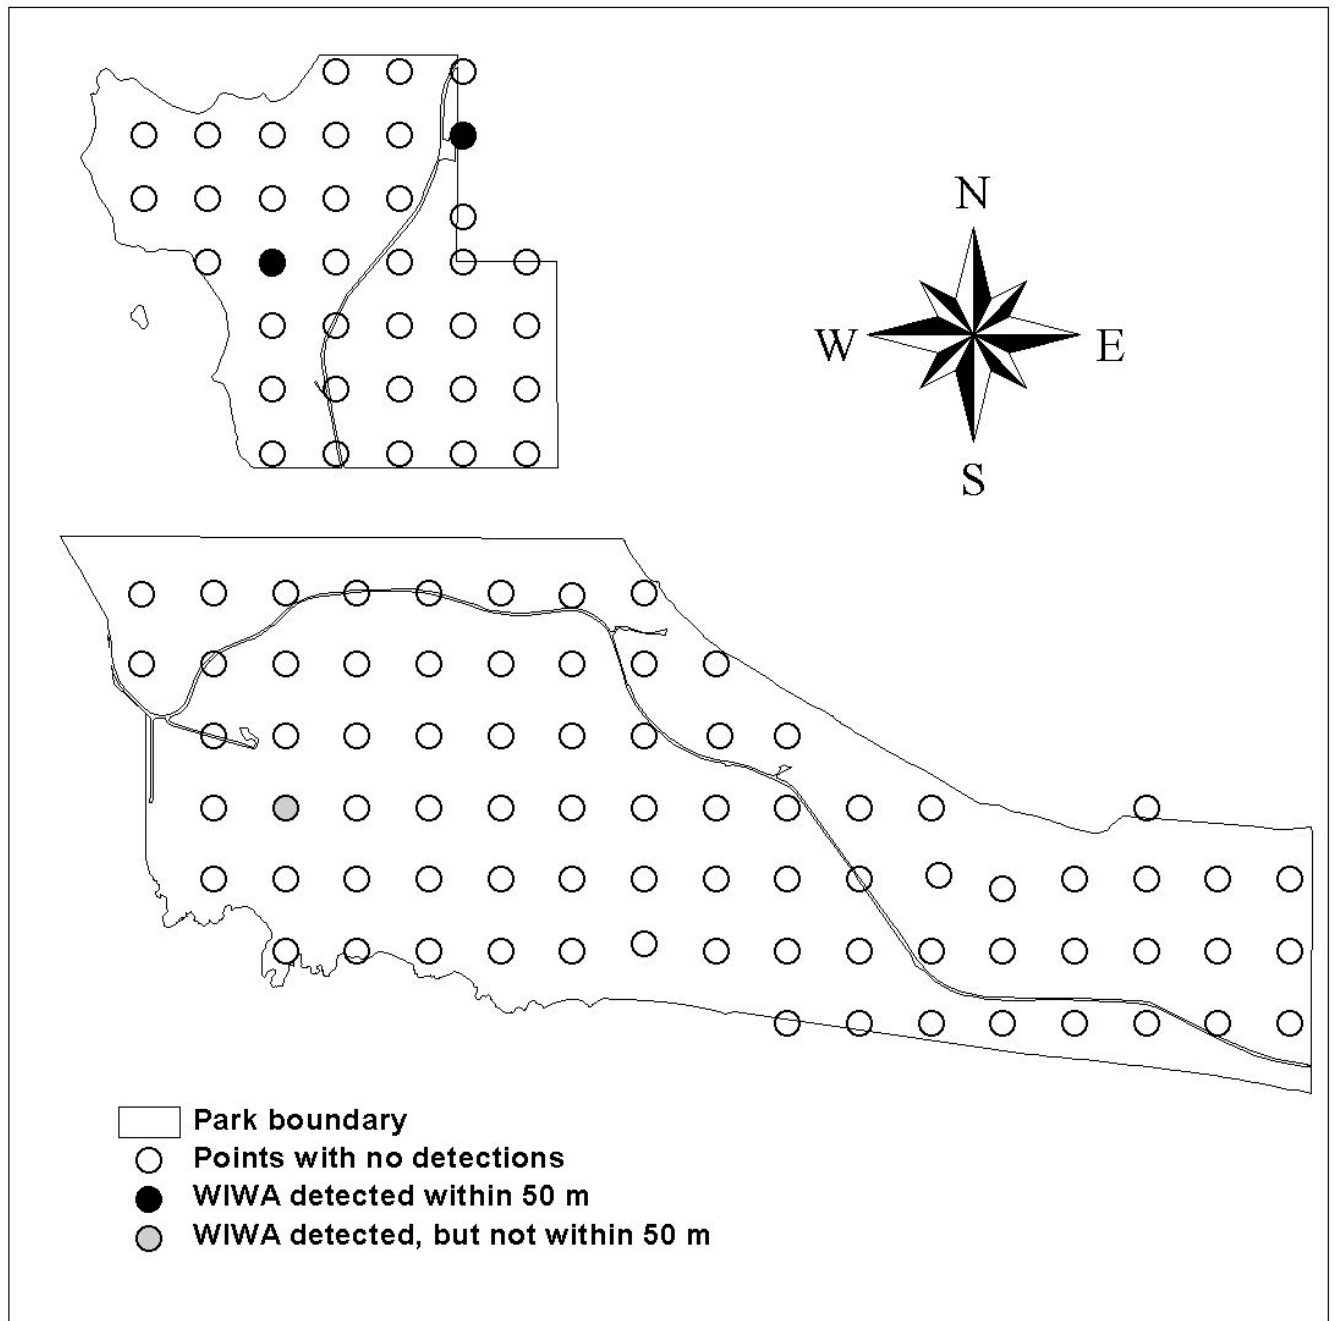 N
W
E
S
Park boundary
Points with no detections
WIWA detected within 50 m
WIWA detected, but not within 50 m